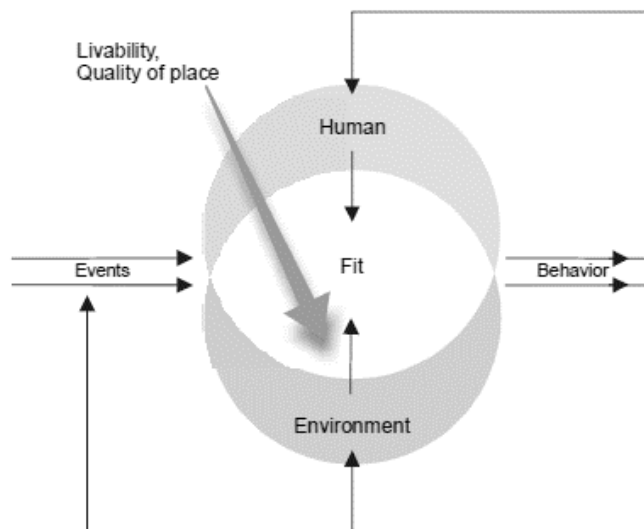 Livability,
Quality of place
Human
Fit
Events
Behavior
Environment